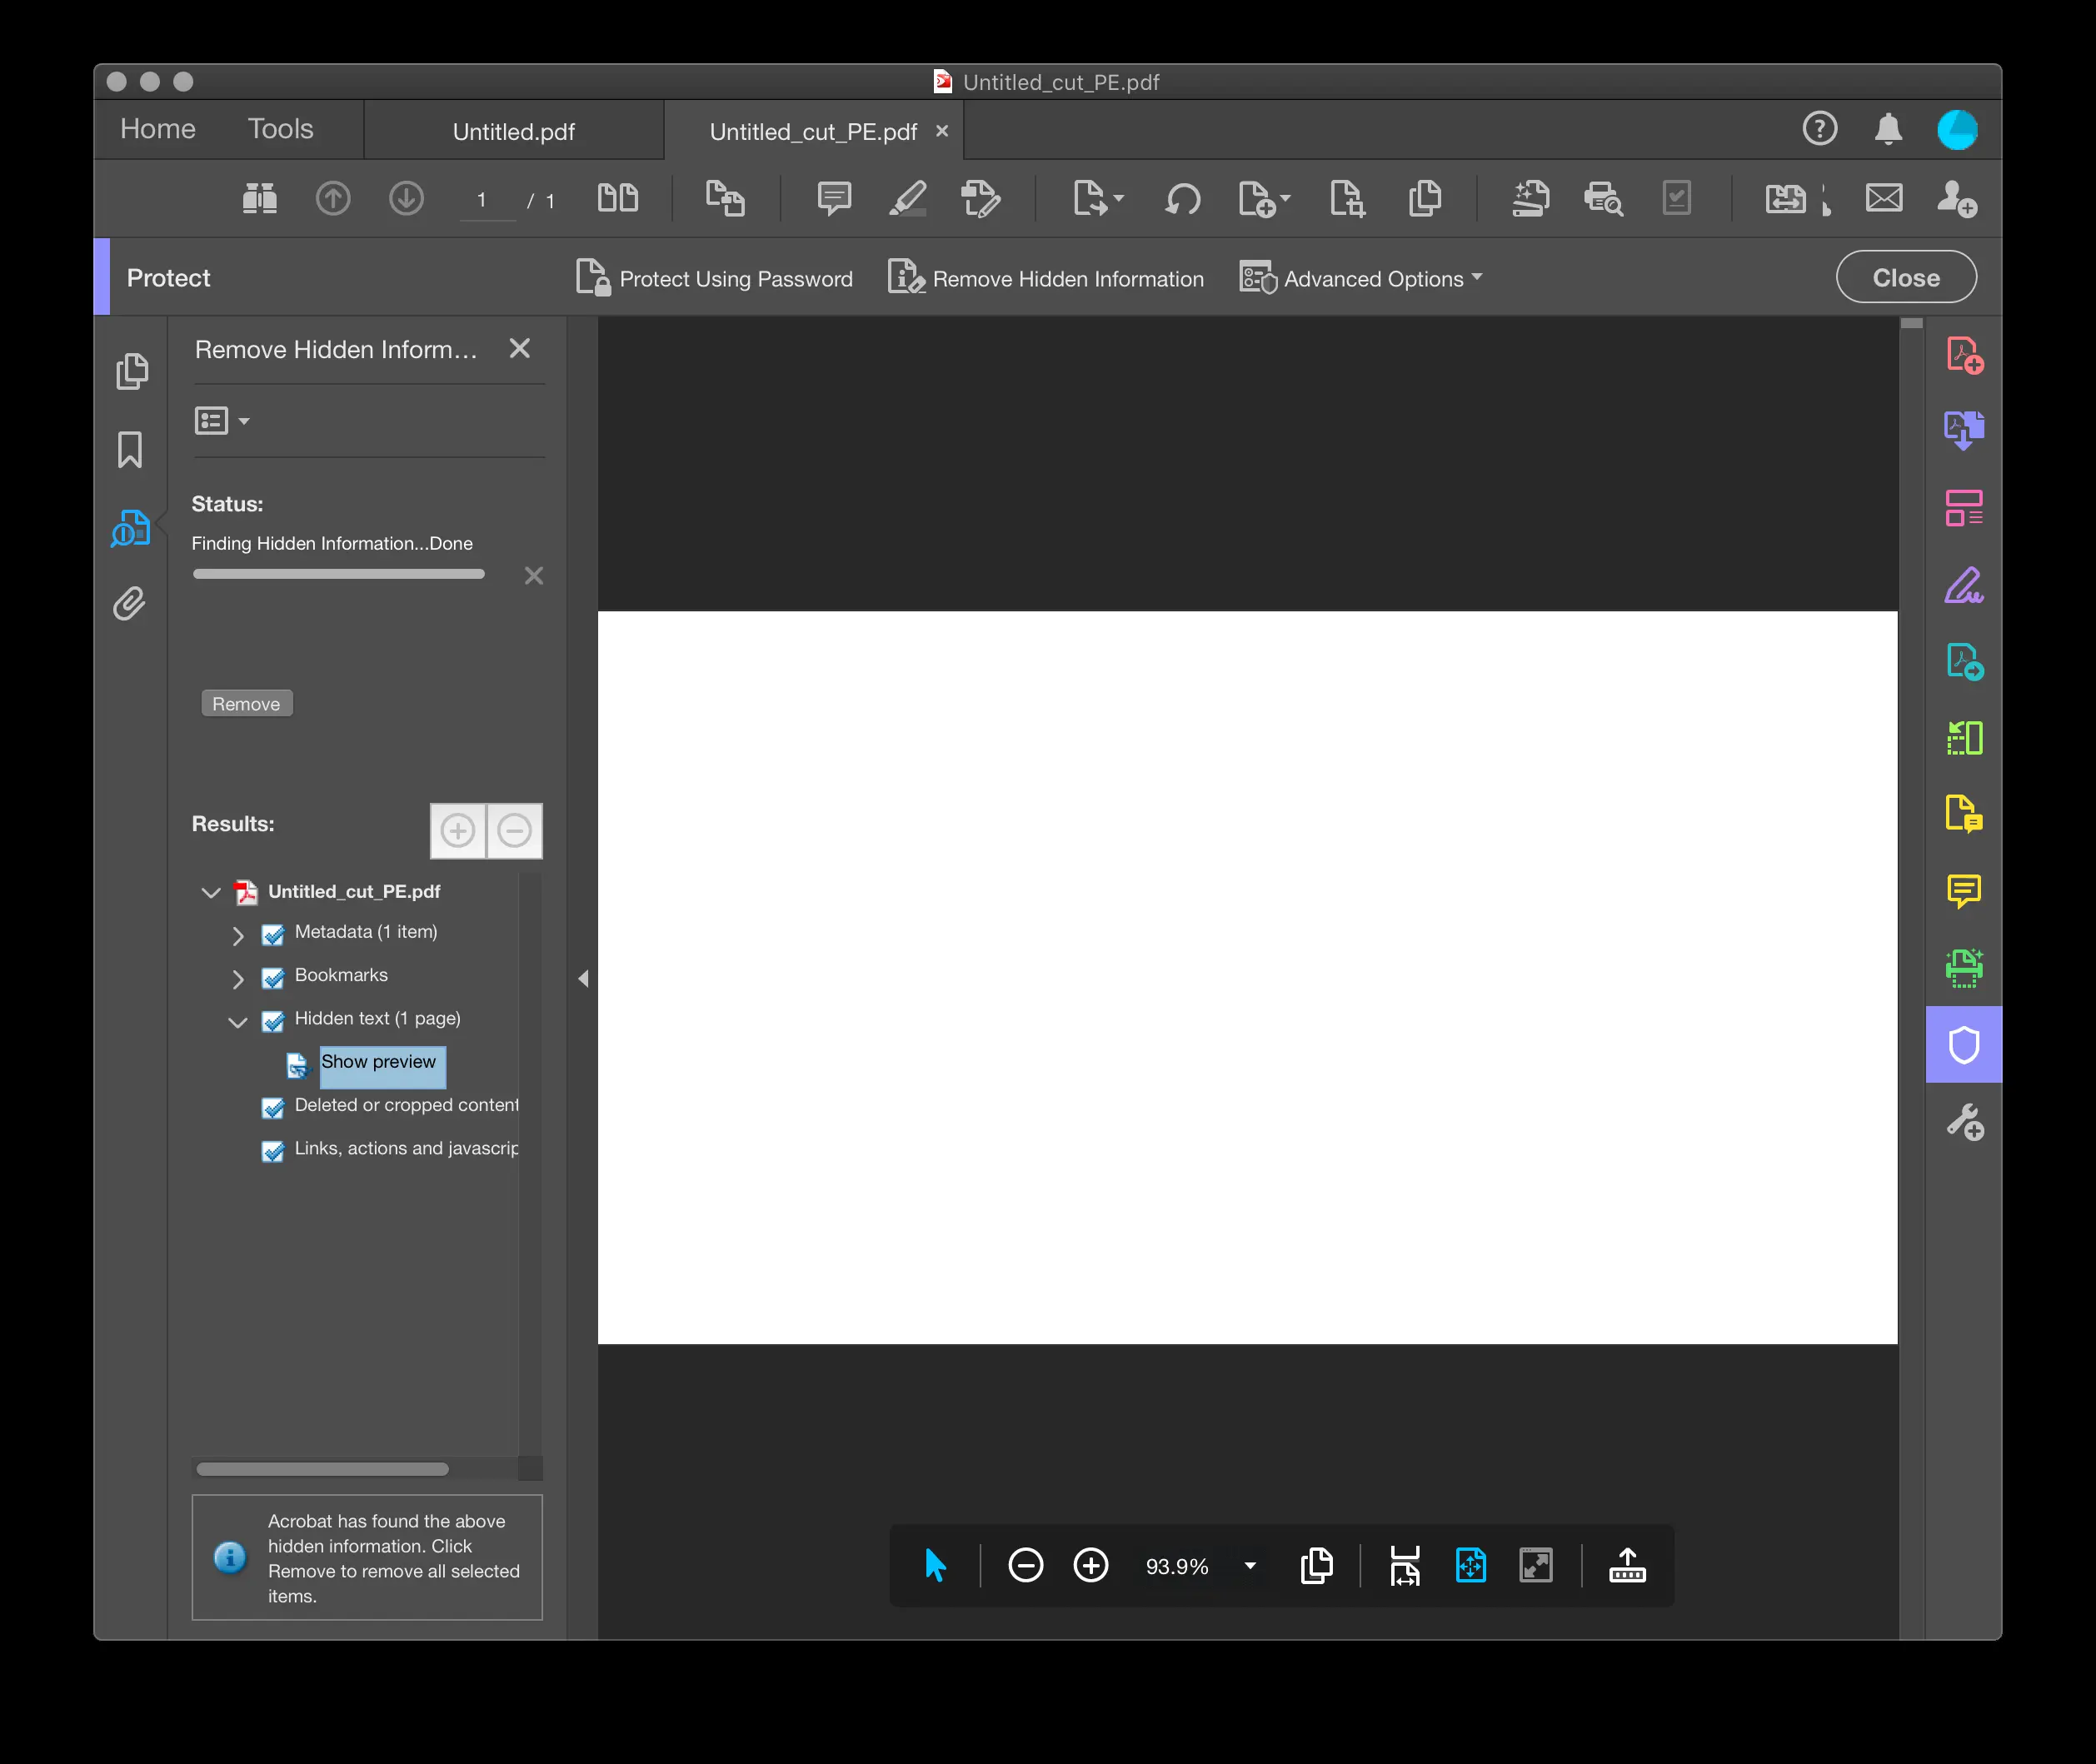 Untitled_cut_PE.pdf
Home Tools Untitled.pdf Untitled_cut_PE.pdf
1 / 1
Protect Protect Using Password Remove Hidden Information Advanced Options Close
Remove Hidden Inform...
Status:
Finding Hidden Information...Done
Remove
Results:
Untitled_cut_PE.pdf
Metadata (1 item)
Bookmarks
Hidden text (1 page)
Show preview
Deleted or cropped content
Links, actions and javascrip
Acrobat has found the above
hidden information. Click
Remove to remove all selected
items.
93.9%